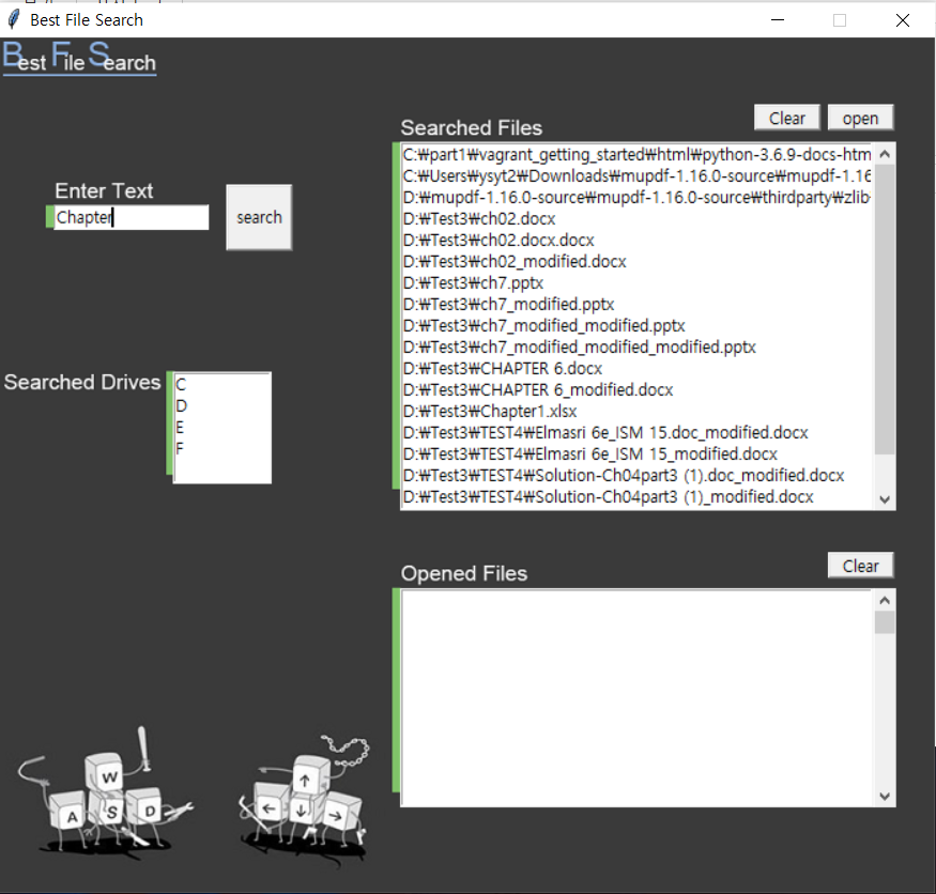 Best File Search
Best File Search
Clear
open
Searched Files
Enter Text
Chapter
search
C:₩part1₩vagrant_getting_started₩html₩python-3.6.9-docs-htm
C:₩Users₩ysyt2₩Downloads₩mupdf-1.16.0-source₩mupdf-1.16
D:₩mupdf-1.16.0-source₩mupdf-1.16.0-source₩thirdparty₩zlib-
D:₩Test3₩ch02.docx
D:₩Test3₩ch02.docx.docx
D:₩Test3₩ch02_modified.docx
D:₩Test3₩ch7.pptx
D:₩Test3₩ch7_modified.pptx
D:₩Test3₩ch7_modified_modified.pptx
D:₩Test3₩ch7_modified_modified_modified.pptx
D:₩Test3₩CHAPTER 6.docx
D:₩Test3₩CHAPTER 6_modified.docx
D:₩Test3₩Chapter1.xlsx
D:₩Test3₩TEST4₩Elmasri 6e_ISM 15.doc_modified.docx
D:₩Test3₩TEST4₩Elmasri 6e_ISM 15_modified.docx
D:₩Test3₩TEST4₩Solution-Ch04part3 (1).doc_modified.docx
D:₩Test3₩TEST4₩Solution-Ch04part3 (1)_modified.docx
Searched Drives
C
D
E
F
Opened Files
Clear
W
A S D
↑
← ↓ →